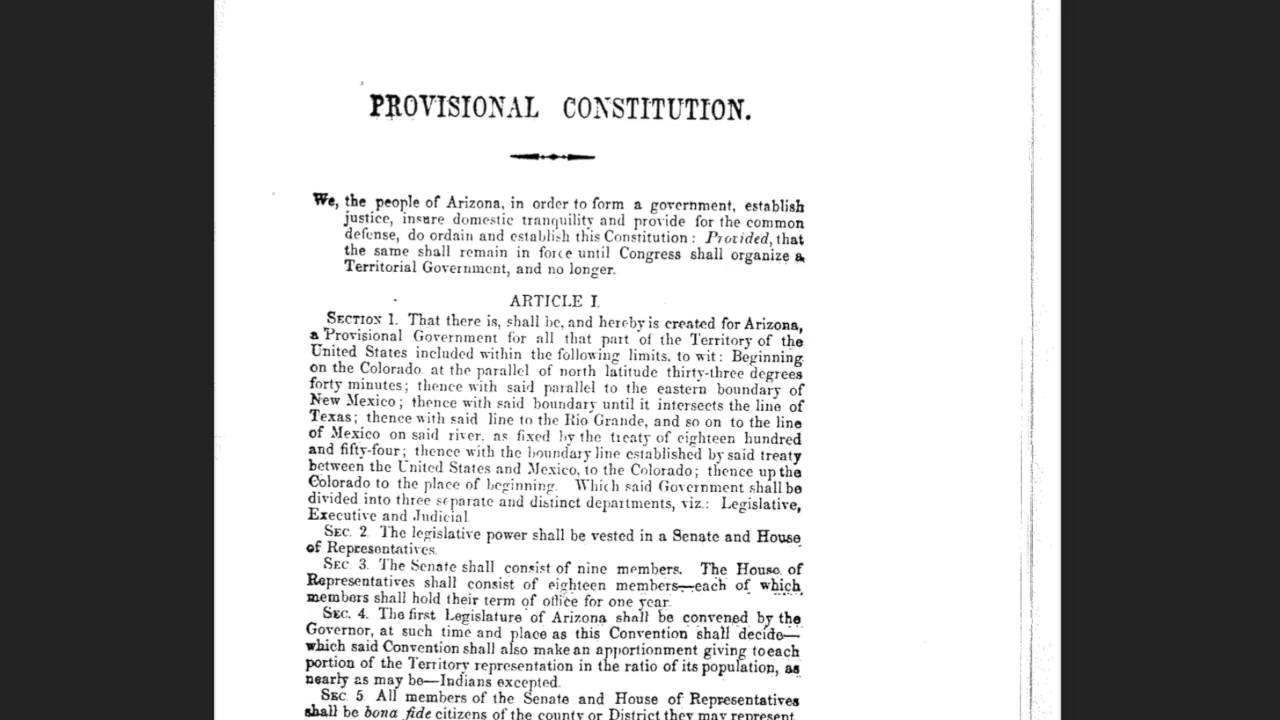 PROVISIONAL CONSTITUTION.
We, the people of Arizona, in order to form a government, establish
justice, insure domestic tranquility and provide for the common
defense, do ordain and establish this Constitution : Provided, that
the same shall remain in force until Congress shall organize a
Territorial Government, and no longer.
ARTICLE I.
SECTION 1. That there is, shall be, and hereby is created for Arizona,
a Provisional Government for all that part of the Territory of the
United States included within the following limits, to wit : Beginning
on the Colorado at the parallel of north latitude thirty-three degrees
forty minutes ; thence with said parallel to the eastern boundary of
New Mexico ; thence with said boundary until it intersects the line of
Texas ; thence with said line to the Rio Grande, and so on to the line
of Mexico on said river, as fixed by the treaty of eighteen hundred
and fifty-four ; thence with the boundary line established by said treaty
between the United States and Mexico, to the Colorado ; thence up the
Colorado to the place of beginning. Which said Government shall be
divided into three separate and distinct departments, viz.: Legislative,
Executive and Judicial.
SEC. 2. The legislative power shall be vested in a Senate and House
of Representatives.
SEC. 3. The Senate shall consist of nine members. The House of
Representatives shall consist of eighteen members—each of which
members shall hold their term of office for one year.
SEC. 4. The first Legislature of Arizona shall be convened by the
Governor, at such time and place as this Convention shall decide—
which said Convention shall also make an apportionment giving to each
portion of the Territory representation in the ratio of its population, as
nearly as may be—Indians excepted.
SEC. 5. All members of the Senate and House of Representatives
shall be bona fide citizens of the county or District they may represent,